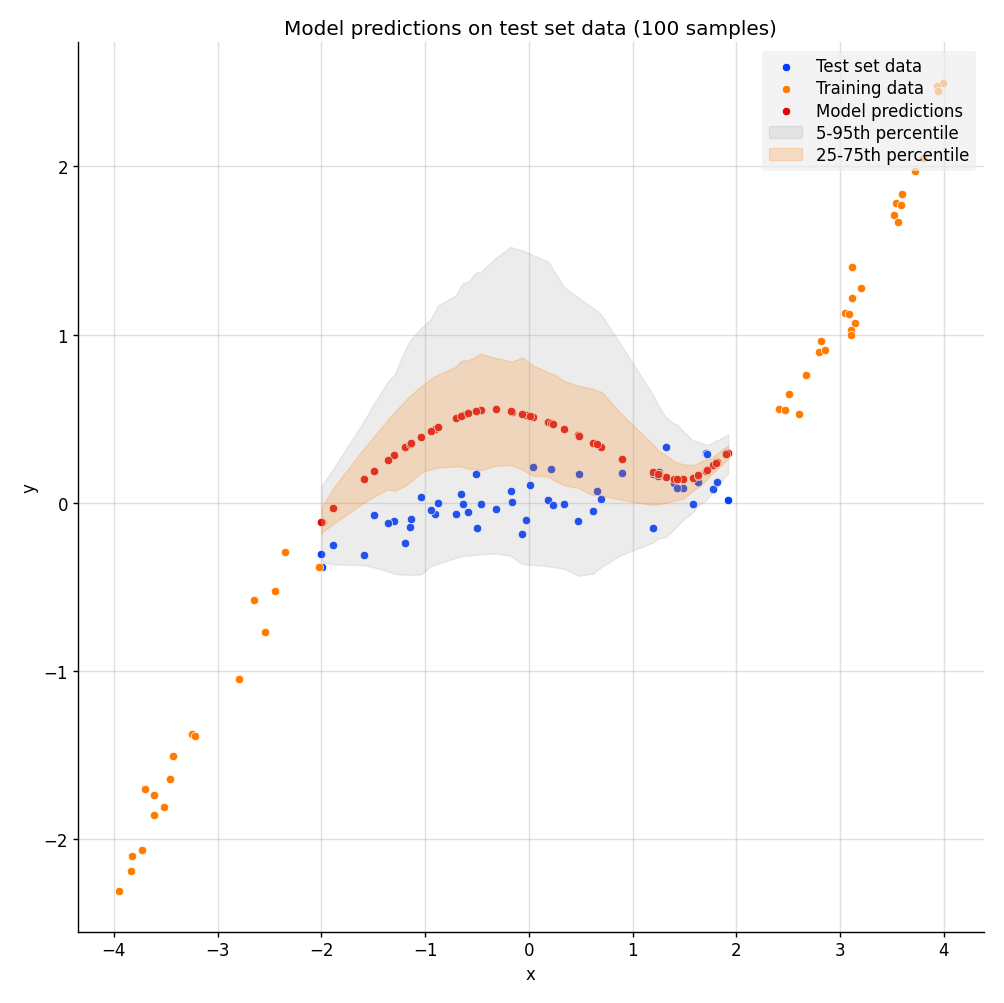 Model predictions on test set data (100 samples)
Test set data
Training data
Model predictions
5-95th percentile
25-75th percentile
2
1
0
−1
−2
y
−4
−3
−2
−1
0
1
2
3
4
x